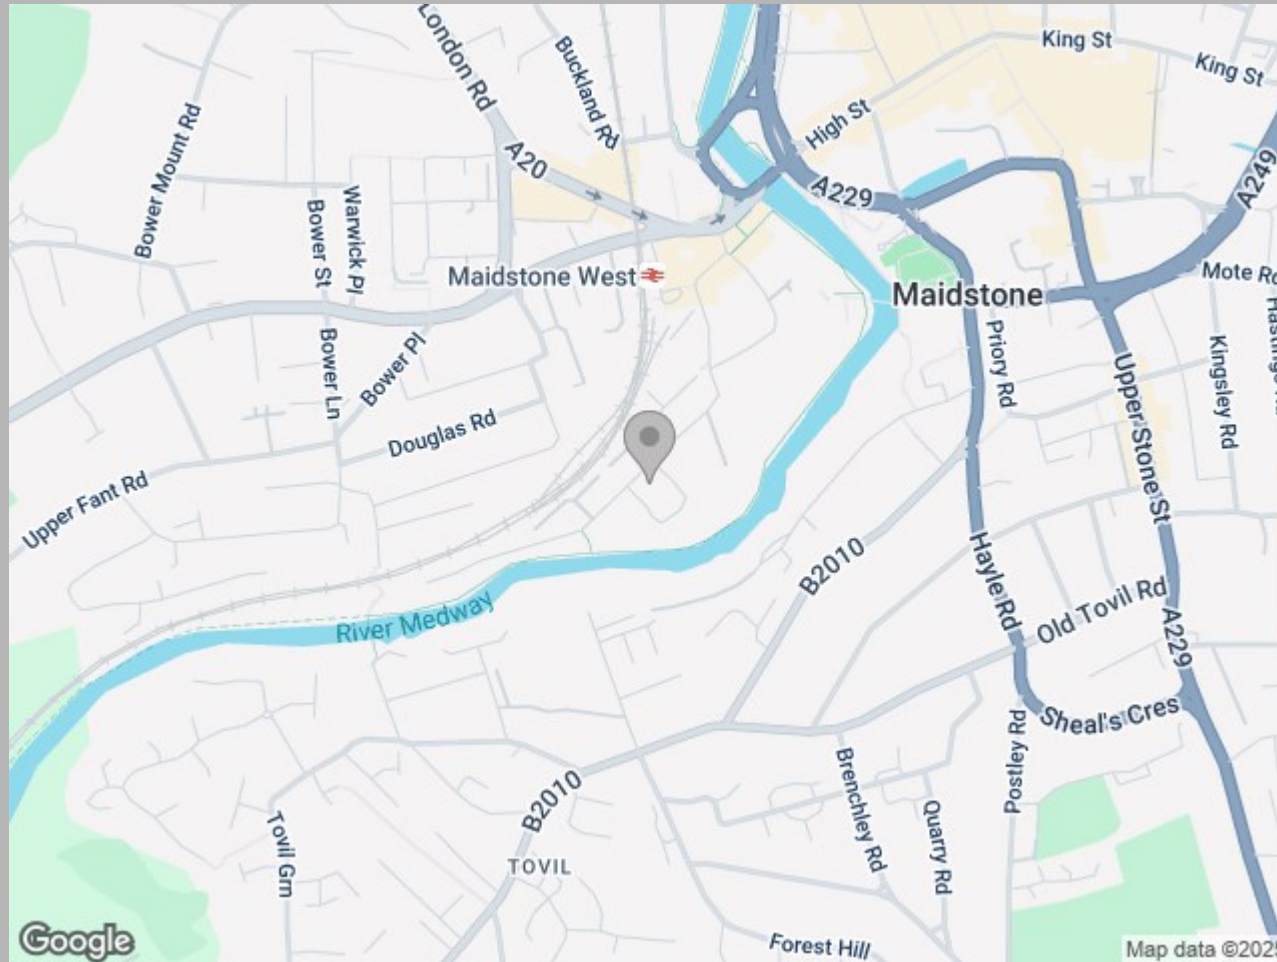 London Rd
Buckland Rd
King St
King St
High St
Bower Mount Rd
A20
A229
A249
Warwick Pl
Bower St
Maidstone West
Maidstone
Mote Rd
Priory Rd
Kingsley Rd
Bower Ln
Bower Pl
Douglas Rd
Upper Stone St
Upper Fant Rd
Hayle Rd
B2010
Old Tovil Rd
River Medway
A229
Sheal's Cres
Postley Rd
Brenchley Rd
Quarry Rd
B2010
Tovil Grn
TOVIL
Forest Hill
Google
Map data ©2025